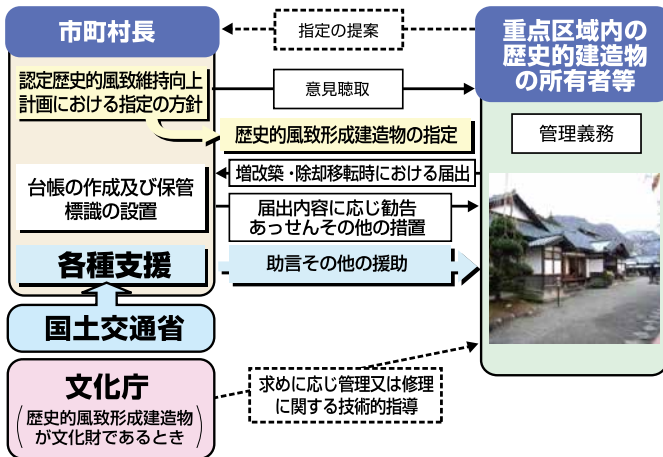 市町村長
指定の提案
重点区域内の
歴史的建造物
の所有者等
認定歴史的風致維持向上
計画における指定の方針
意見聴取
歴史的風致形成建造物の指定
管理義務
増改築・除却移転時における届出
台帳の作成及び保管
標識の設置
届出内容に応じ勧告
あっせんその他の措置
各種支援
助言その他の援助
国土交通省
文化庁
(歴史的風致形成建造物
が文化財であるとき)
求めに応じ管理又は修理
に関する技術的指導